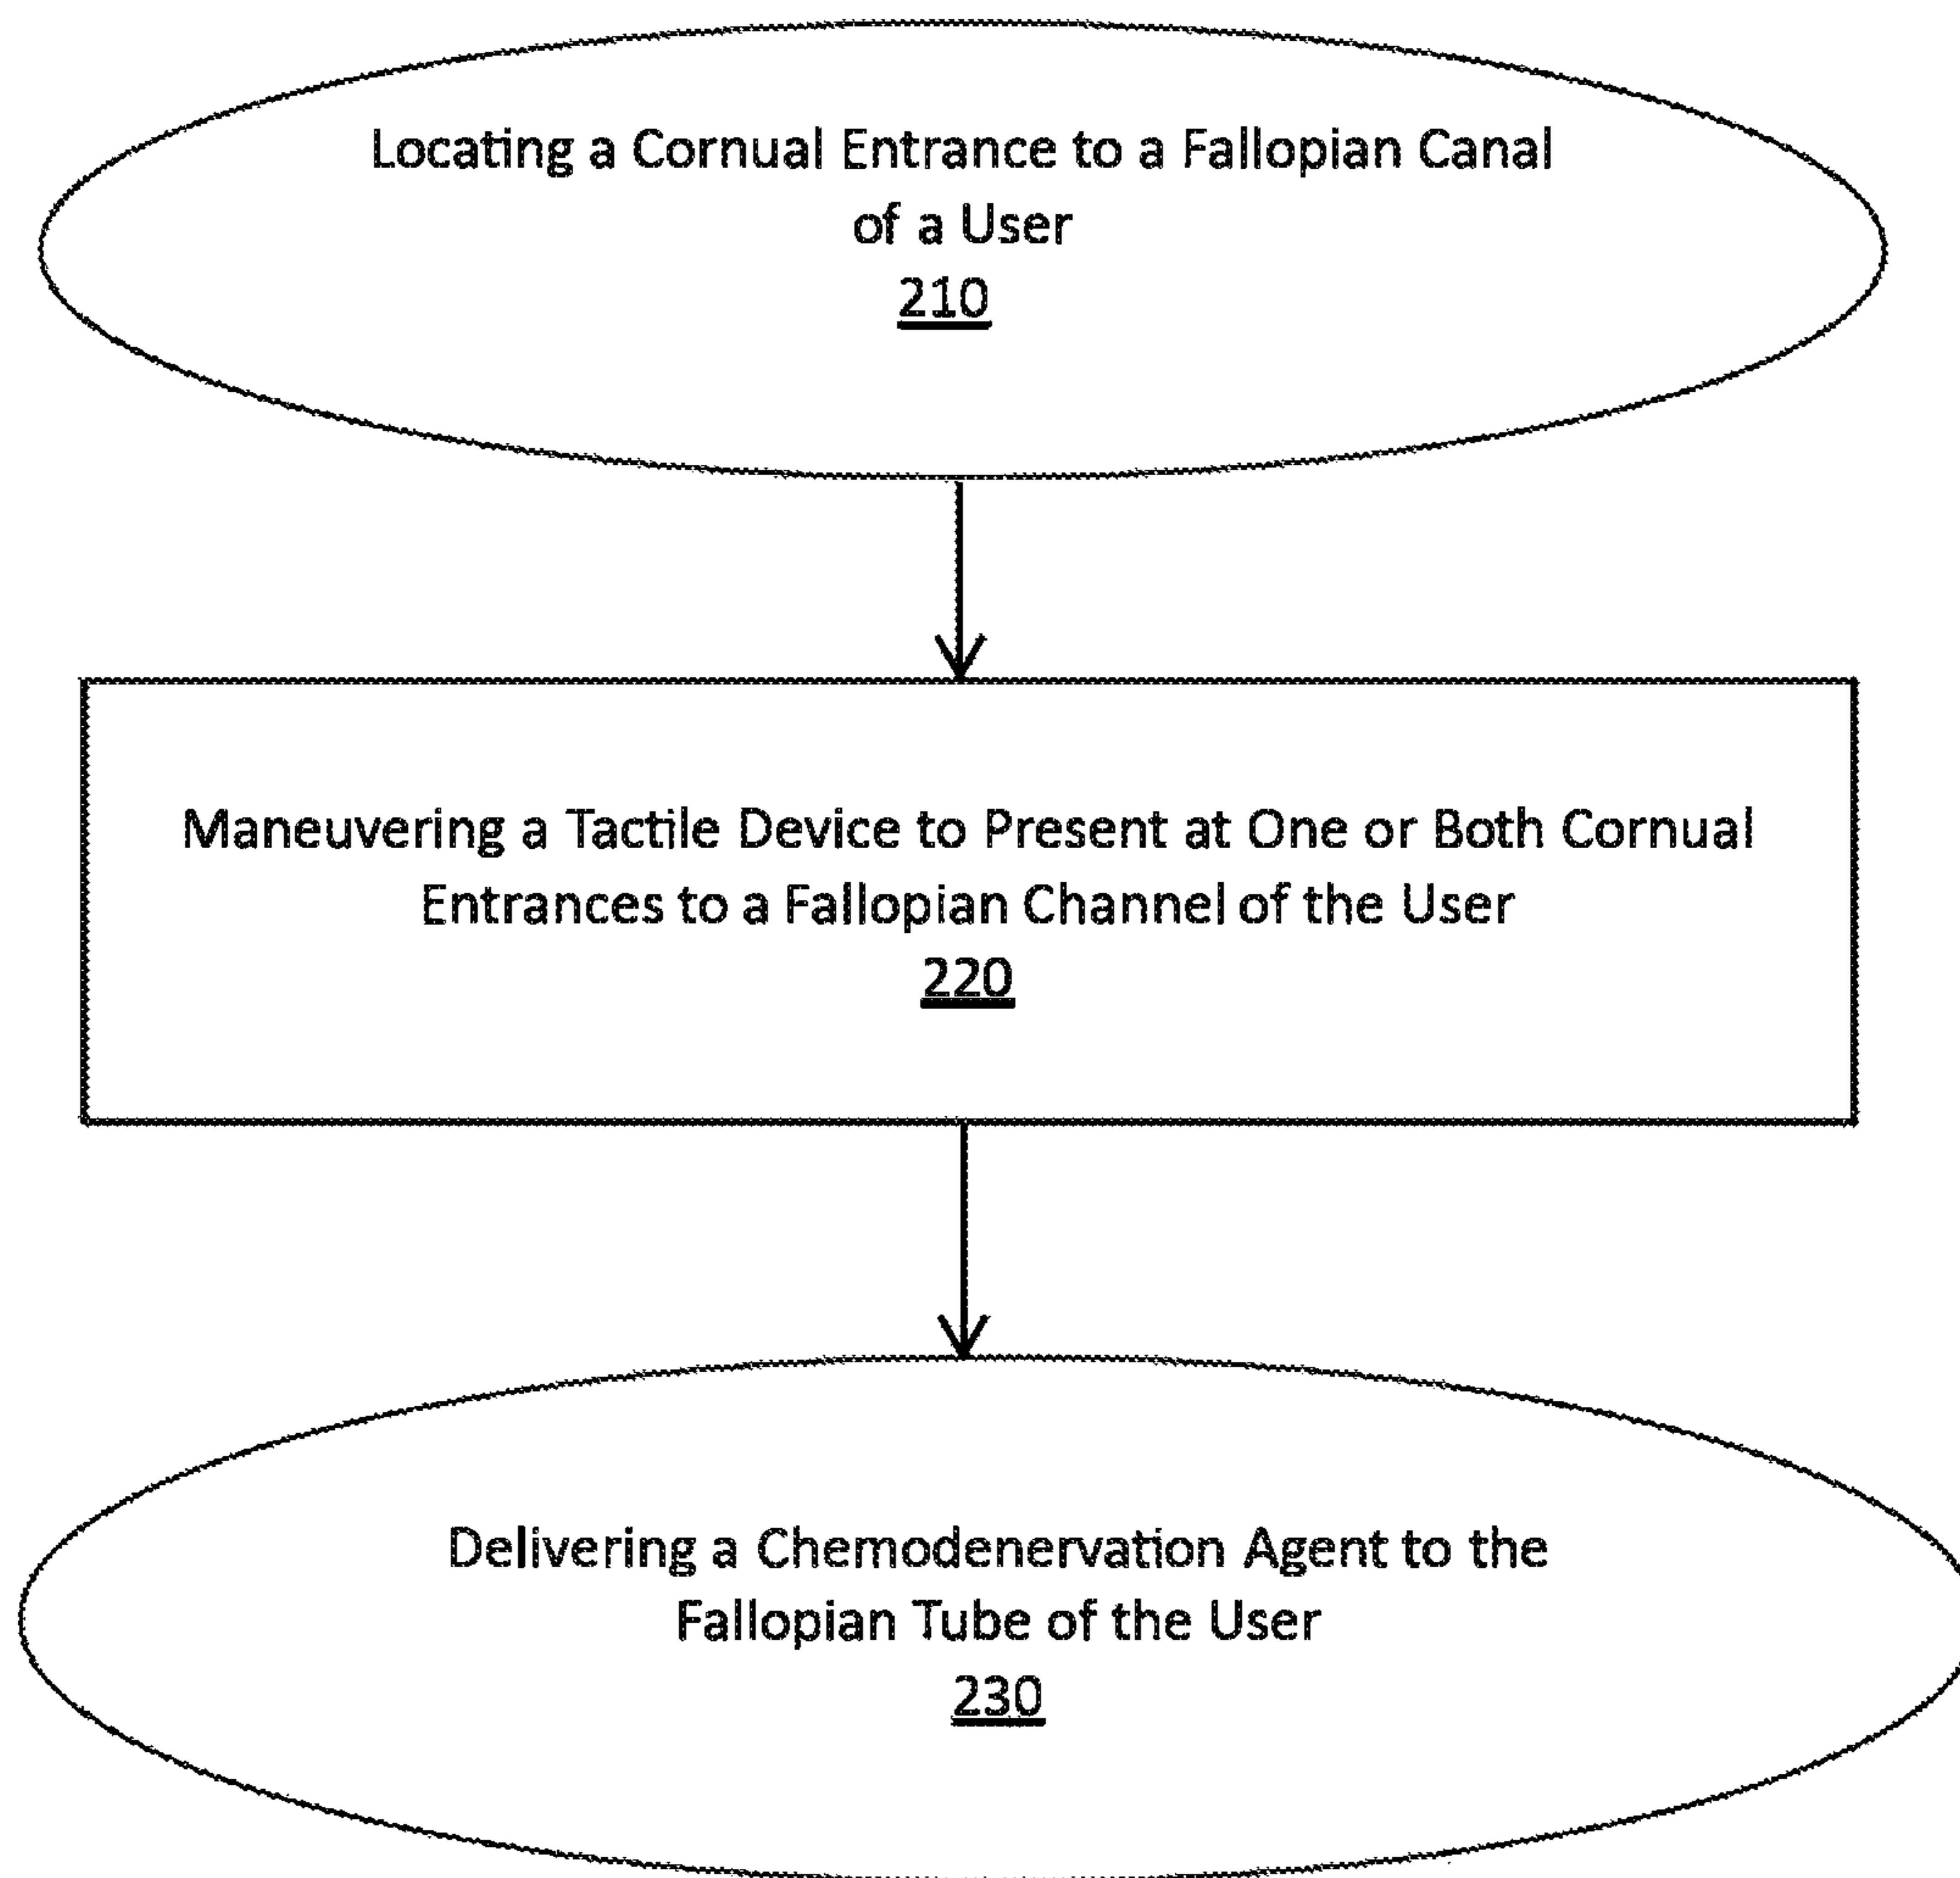 Locating a Cornual Entrance to a Fallopian Canal
of a User
210
Maneuvering a Tactile Device to Present at One or Both Cornual
Entrances to a Fallopian Channel of the User
220
Delivering a Chemodenervation Agent to the
Fallopian Tube of the User
230